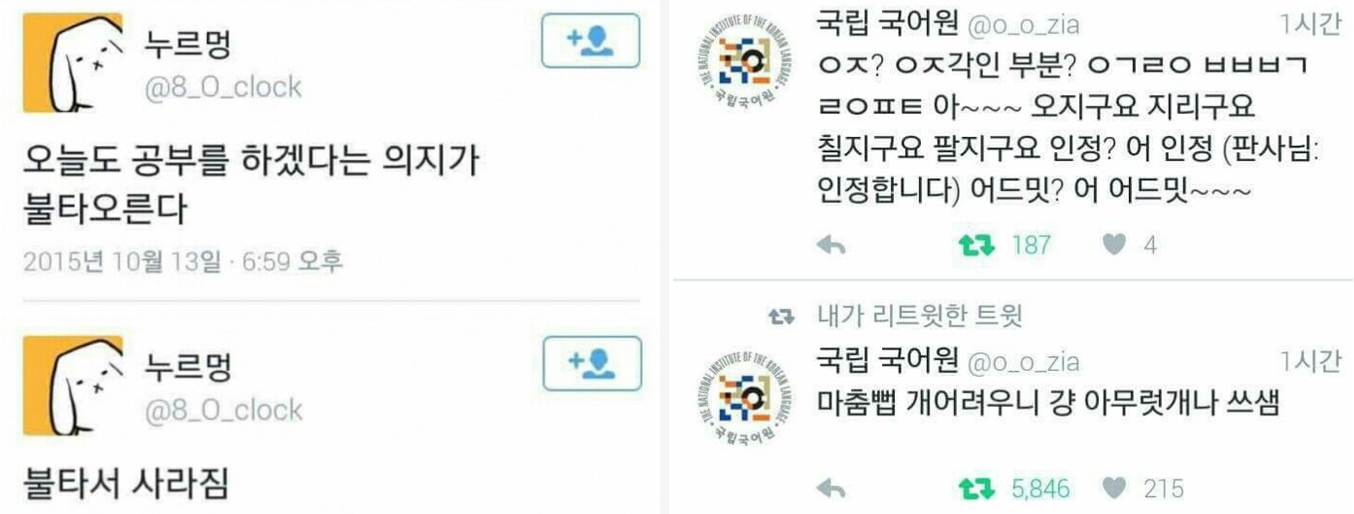 누르멍
@8_O_clock
오늘도 공부를 하겠다는 의지가
불타오른다
2015년 10월 13일 · 6:59 오후
누르멍
@8_O_clock
불타서 사라짐
국립 국어원 @o_o_zia 1시간
ㅇㅈ? ㅇㅈ각인 부분? ㅇㄱㄹㅇ ㅂㅂㅂㄱ
ㄹㅇㅍㅌ 아~~~ 오지구요 지리구요
칠지구요 팔지구요 인정? 어 인정 (판사님:
인정합니다) 어드밋? 어 어드밋~~~
187 4
내가 리트윗한 트윗
국립 국어원 @o_o_zia 1시간
마춤뻡 개어려우니 걍 아무럿개나 쓰샘
5,846 215
THE NATIONAL INSTITUTE OF THE KOREAN LANGUAGE
국립국어원
THE NATIONAL INSTITUTE OF THE KOREAN LANGUAGE
국립국어원